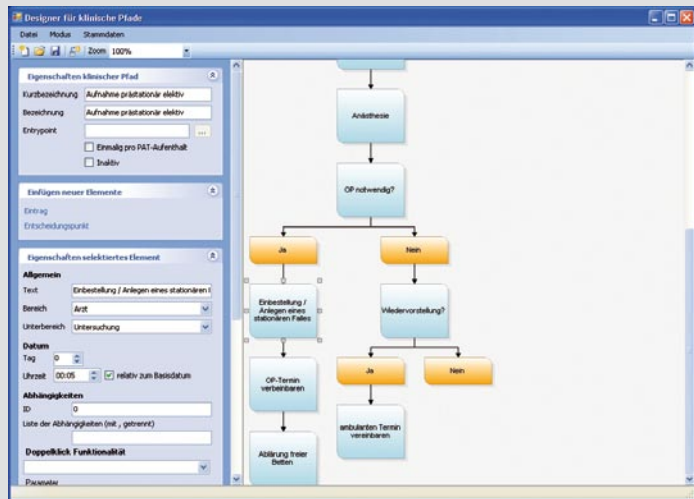 Designer für klinische Pfade
Datei Modus Stammdaten
Zoom 100%
Eigenschaften klinischer Pfad
Kurzbezeichnung Aufnahme prästationär elektiv
Bezeichnung Aufnahme prästationär elektiv
Entrypoint ...
Einmalig pro PAT-Aufenthalt
Inaktiv
Einfügen neuer Elemente
Eintrag
Entscheidungspunkt
Eigenschaften selektiertes Element
Allgemein
Text Einbestellung / Anlegen eines stationären F
Bereich Arzt
Unterbereich Untersuchung
Datum
Tag 0
Uhrzeit 00:05 relativ zum Basisdatum
Abhängigkeiten
ID 0
Liste der Abhängigkeiten (mit , getrennt)
Doppelklick Funktionalität
Parameter
Anästhesie
OP notwendig?
Ja
Nein
Einbestellung /
Anlegen eines
stationären Falles
Wiedervorstellung?
OP-Termin
verbeinbaren
Ja
Nein
ambulanten Termin
vereinbaren
Ablärung freier
Betten